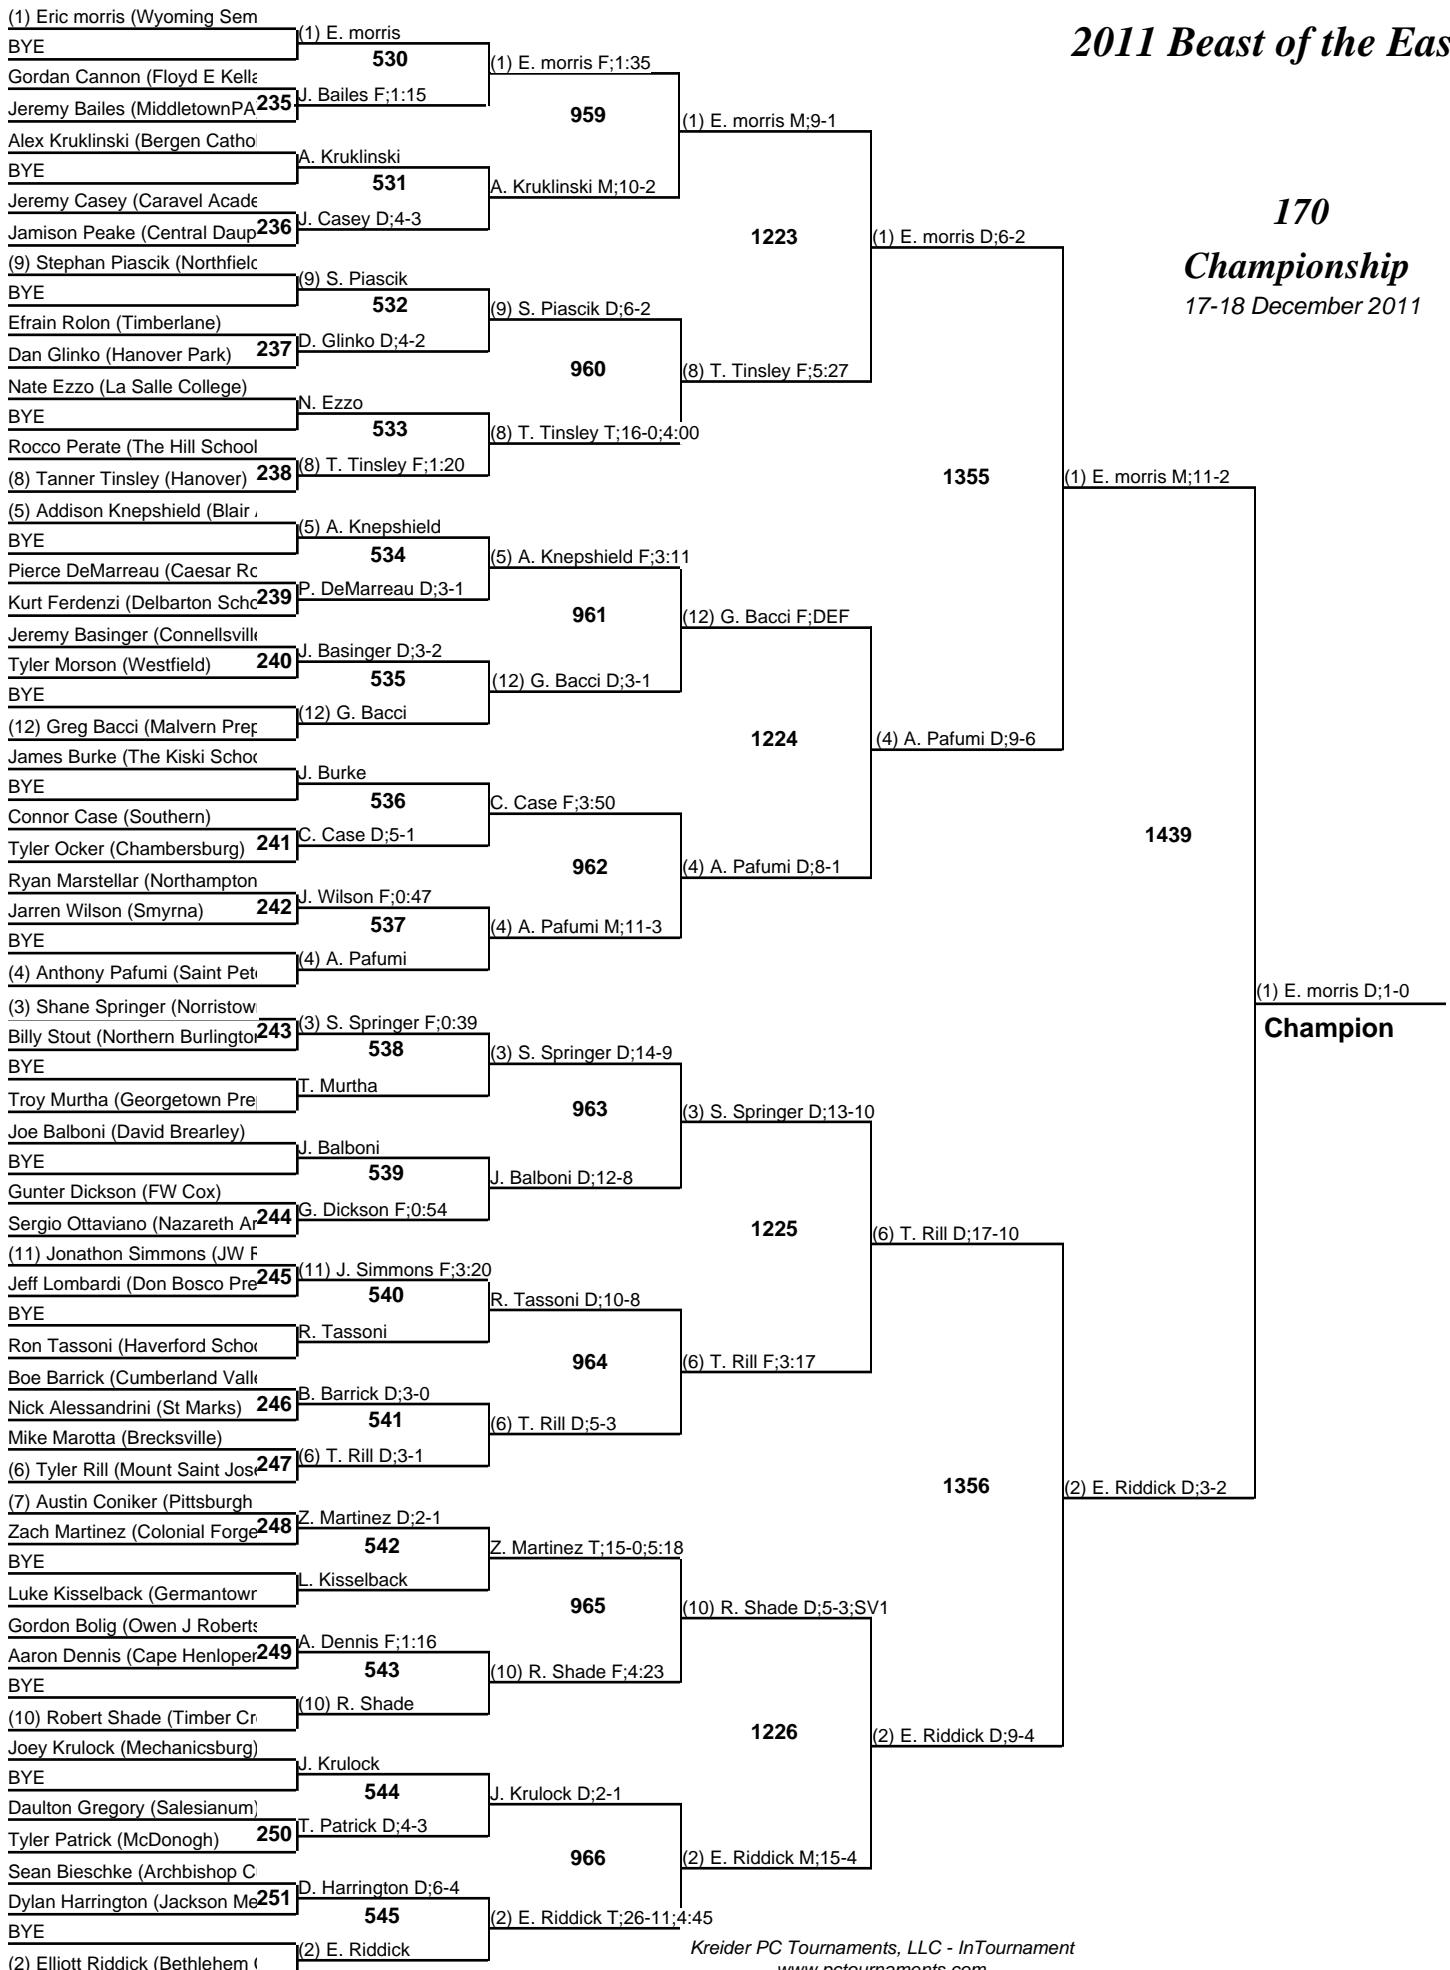 2011 Beast of the Eas
170
Championship
17-18 December 2011
(1) Eric morris (Wyoming Sem
BYE
Gordan Cannon (Floyd E Kella
Jeremy Bailes (MiddletownPA
235
Alex Kruklinski (Bergen Cathol
BYE
Jeremy Casey (Caravel Acade
Jamison Peake (Central Daup
236
(9) Stephan Piascik (Northfield
BYE
Efrain Rolon (Timberlane)
Dan Glinko (Hanover Park)
237
Nate Ezzo (La Salle College)
BYE
Rocco Perate (The Hill School
(8) Tanner Tinsley (Hanover)
238
(5) Addison Knepshield (Blair
BYE
Pierce DeMarreau (Caesar Ro
Kurt Ferdenzi (Delbarton Scho
239
Jeremy Basinger (Connellsville
Tyler Morson (Westfield)
240
BYE
(12) Greg Bacci (Malvern Prep
James Burke (The Kiski Schoo
BYE
Connor Case (Southern)
Tyler Ocker (Chambersburg)
241
Ryan Marstellar (Northampton
Jarren Wilson (Smyrna)
242
BYE
(4) Anthony Pafumi (Saint Pete
(3) Shane Springer (Norristow
Billy Stout (Northern Burlington
243
BYE
Troy Murtha (Georgetown Pre
Joe Balboni (David Brearley)
BYE
Gunter Dickson (FW Cox)
Sergio Ottaviano (Nazareth Ar
244
(11) Jonathon Simmons (JW R
Jeff Lombardi (Don Bosco Pre
245
BYE
Ron Tassoni (Haverford Schoo
Boe Barrick (Cumberland Valle
Nick Alessandrini (St Marks)
246
Mike Marotta (Brecksville)
(6) Tyler Rill (Mount Saint Jose
247
(7) Austin Coniker (Pittsburgh
Zach Martinez (Colonial Forge
248
BYE
Luke Kisselback (Germantown
Gordon Bolig (Owen J Roberts
Aaron Dennis (Cape Henlopen
249
BYE
(10) Robert Shade (Timber Cre
Joey Krulock (Mechanicsburg)
BYE
Daulton Gregory (Salesianum)
Tyler Patrick (McDonogh)
250
Sean Bieschke (Archbishop C
Dylan Harrington (Jackson Me
251
BYE
(2) Elliott Riddick (Bethlehem
(1) E. morris
530
J. Bailes F;1:15
A. Kruklinski
531
J. Casey D;4-3
(9) S. Piascik
532
D. Glinko D;4-2
N. Ezzo
533
(8) T. Tinsley F;1:20
(5) A. Knepshield
534
P. DeMarreau D;3-1
J. Basinger D;3-2
535
(12) G. Bacci
J. Burke
536
C. Case D;5-1
J. Wilson F;0:47
537
(4) A. Pafumi
(3) S. Springer F;0:39
538
T. Murtha
J. Balboni
539
G. Dickson F;0:54
(11) J. Simmons F;3:20
540
R. Tassoni
B. Barrick D;3-0
541
(6) T. Rill D;3-1
Z. Martinez D;2-1
542
L. Kisselback
A. Dennis F;1:16
543
(10) R. Shade
J. Krulock
544
T. Patrick D;4-3
D. Harrington D;6-4
545
(2) E. Riddick
(1) E. morris F;1:35
959
A. Kruklinski M;10-2
(9) S. Piascik D;6-2
960
(8) T. Tinsley T;16-0;4:00
(5) A. Knepshield F;3:11
961
(12) G. Bacci D;3-1
C. Case F;3:50
962
(4) A. Pafumi M;11-3
(3) S. Springer D;14-9
963
J. Balboni D;12-8
R. Tassoni D;10-8
964
(6) T. Rill D;5-3
Z. Martinez T;15-0;5:18
965
(10) R. Shade F;4:23
J. Krulock D;2-1
966
(2) E. Riddick T;26-11;4:45
(1) E. morris M;9-1
1223
(8) T. Tinsley F;5:27
(12) G. Bacci F;DEF
1224
(4) A. Pafumi D;8-1
(3) S. Springer D;13-10
1225
(6) T. Rill F;3:17
(10) R. Shade D;5-3;SV1
1226
(2) E. Riddick M;15-4
(1) E. morris D;6-2
1355
(4) A. Pafumi D;9-6
(6) T. Rill D;17-10
1356
(2) E. Riddick D;9-4
(1) E. morris M;11-2
1439
(2) E. Riddick D;3-2
(1) E. morris D;1-0
Champion
Kreider PC Tournaments, LLC - InTournament
www.pctournaments.com